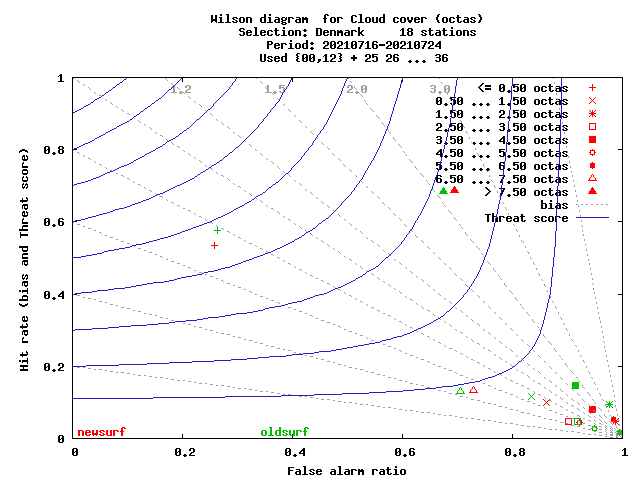 Wilson diagram  for Cloud cover (octas)
Selection: Denmark     18 stations
Period: 20210716-20210724
Used {00,12} + 25 26 ... 36
1.2 1.5 2.0 3.0
<= 0.50 octas
0.50 ... 1.50 octas
1.50 ... 2.50 octas
2.50 ... 3.50 octas
3.50 ... 4.50 octas
4.50 ... 5.50 octas
5.50 ... 6.50 octas
6.50 ... 7.50 octas
> 7.50 octas
bias
Threat score
Hit rate (bias and Threat score)
1
0.8
0.6
0.4
0.2
0
newsurf oldsurf
0 0.2 0.4 0.6 0.8 1
False alarm ratio